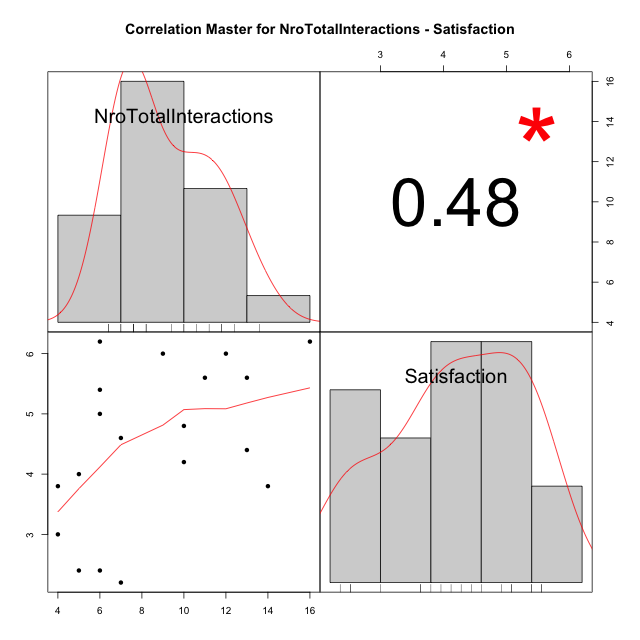 Correlation Master for NroTotalInteractions - Satisfaction
3 4 5 6
NroTotalInteractions
*
0.48
4 6 8 10 12 14 16
3 4 5 6
Satisfaction
4 6 8 10 12 14 16